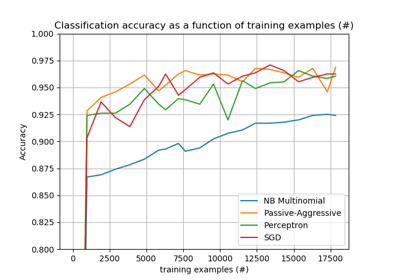 Classification accuracy as a function of training examples (#)
1.000
0.975
0.950
0.925
0.900
0.875
0.850
0.825
0.800
Accuracy
NB Multinomial
Passive-Aggressive
Perceptron
SGD
0 2500 5000 7500 10000 12500 15000 17500
training examples (#)